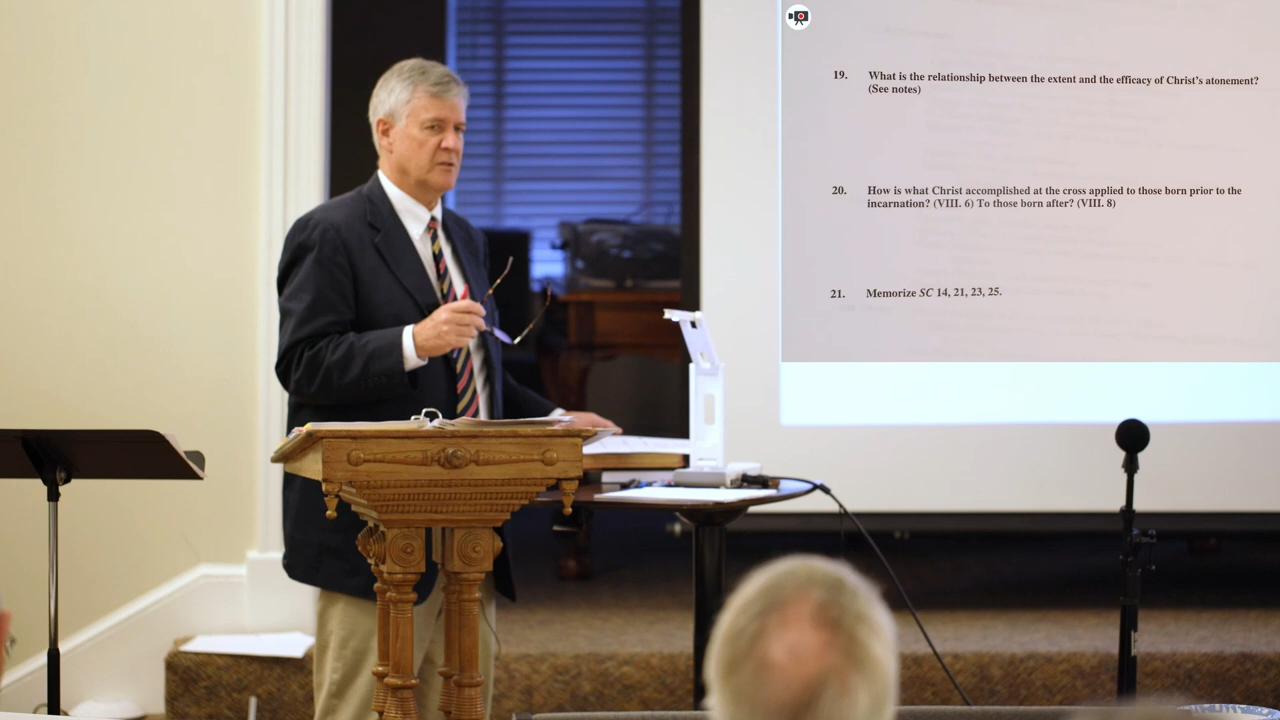 19. What is the relationship between the extent and the efficacy of Christ's atonement?
(See notes)
20. How is what Christ accomplished at the cross applied to those born prior to the
incarnation? (VIII. 6) To those born after? (VIII. 8)
21. Memorize SC 14, 21, 23, 25.